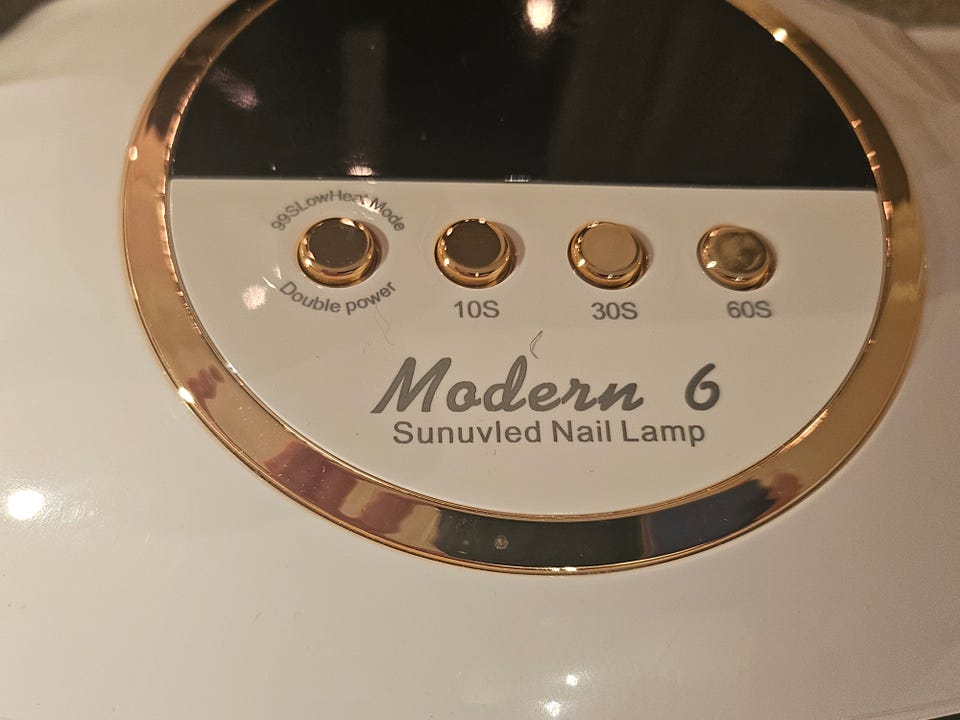 99SLowHeat Mode
Double power
10S
30S
60S
Modern 6
Sunuvled Nail Lamp